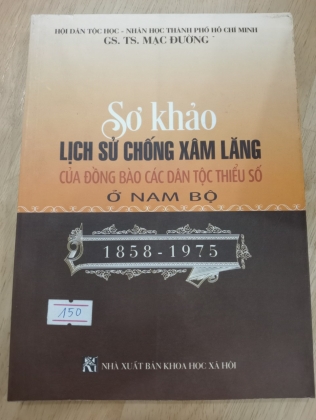 HỘI DÂN TỘC HỌC - NHÂN HỌC THÀNH PHỐ HỒ CHÍ MINH
GS. TS. MẠC ĐƯỜNG
Sơ khảo
LỊCH SỬ CHỐNG XÂM LĂNG
CỦA ĐỒNG BÀO CÁC DÂN TỘC THIỂU SỐ
Ở NAM BỘ
1858-1975
150
NHÀ XUẤT BẢN KHOA HỌC XÃ HỘI